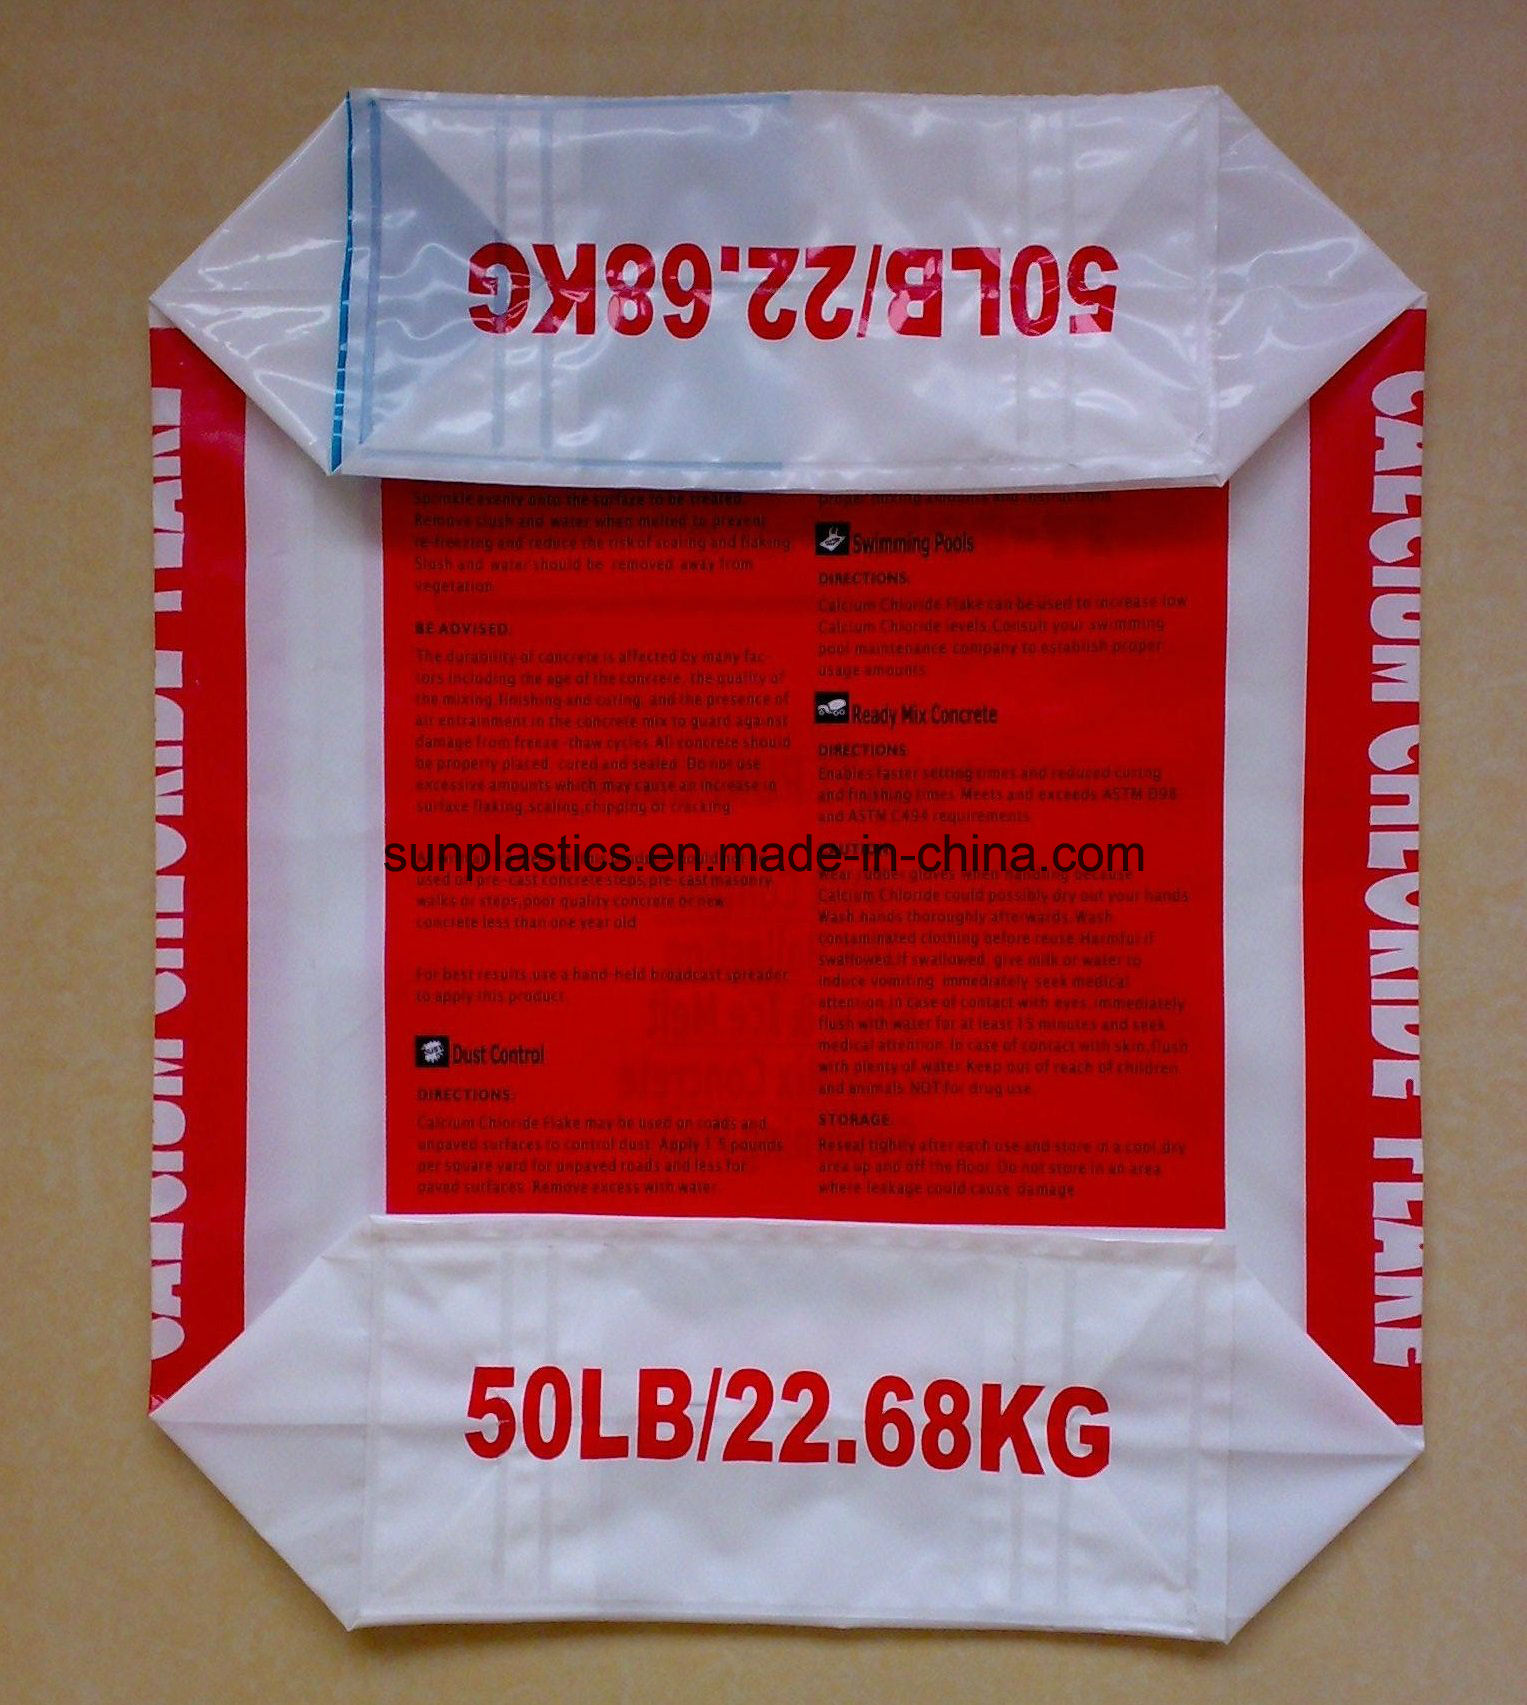 50LB/22.68KG
CALCIUM CHLORIDE FLAKE
CALCIUM CHLORIDE FLAKE
Sprinkle evenly onto the surfaze to be treated
Remove slush and water when melted to prevent
re-freezing and reduce the risk of scaling and flaking
Slush and water should be removed away from
vegetation
BE ADVISED:
The durability of concrete is affected by many fac-
tors including the age of the concrete, the quality of
the mixing,finishing and curing, and the presence of
air entrainment in the concrete mix to guard against
damage from freeze-thaw cycles. All concrete should
be properly placed, cured and sealed. Do not use
excessive amounts which may cause an increase in
surface flaking,scaling,chipping or cracking
used on pre-cast concrete steps,pre-cast masonry
walks or steps,poor quality concrete or new
concrete less than one year old
For best results,use a hand-held broadcast spreader
to apply this product.
Dust Control
DIRECTIONS:
Calcium Chloride Flake may be used on roads and
unpaved surfaces to control dust. Apply 1.5 pounds
per square yard for unpaved roads and less for
paved surfaces. Remove excess with water.
proper mixing amounts and instructions
Swimming Pools
DIRECTIONS:
Calcium Chloride Flake can be used to increase low
Calcium Chloride levels.Consult your swimming
pool maintenance company to establish proper
usage amounts
Ready Mix Concrete
DIRECTIONS:
Enables faster setting times and reduced curing
and finishing times. Meets and exceeds ASTM D98
and ASTM C494 requirements
CAUTION:
Wear rubber gloves when handling because
Calcium Chloride could possibly dry out your hands
Wash hands thoroughly afterwards. Wash
contaminated clothing before reuse. Harmful if
swallowed.If swallowed, give milk or water to
induce vomiting. immediately seek medical
attention.In case of contact with eyes, immediately
flush with water for at least 15 minutes and seek
medical attention. In case of contact with skin,flush
with plenty of water. Keep out of reach of children
and animals. NOT for drug use.
STORAGE:
Reseal tightly after each use and store in a cool,dry
area up and off the floor. Do not store in an area
where leakage could cause damage
sunplastics.en.made-in-china.com
50LB/22.68KG